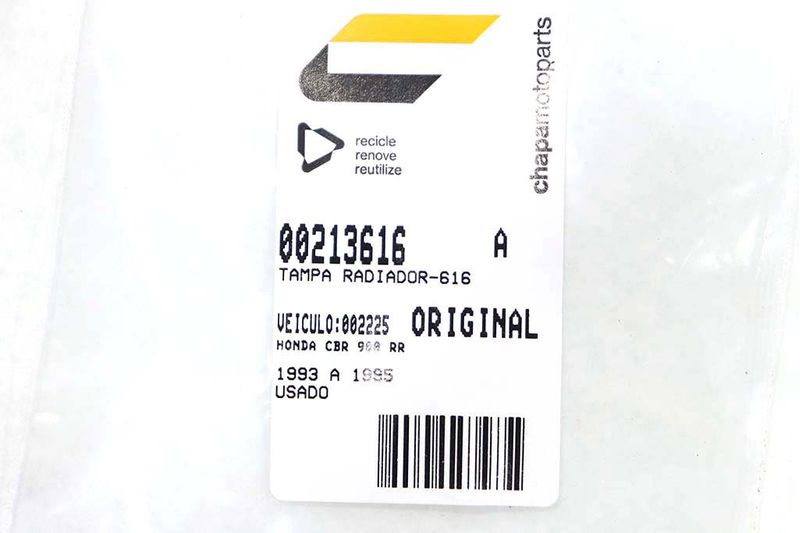 chapamotoparts
recicle
renove
reutilize
00213616 A
TAMPA RADIADOR-616
VEICULO:002225 ORIGINAL
HONDA CBR 900 RR
1993 A 1995
USADO